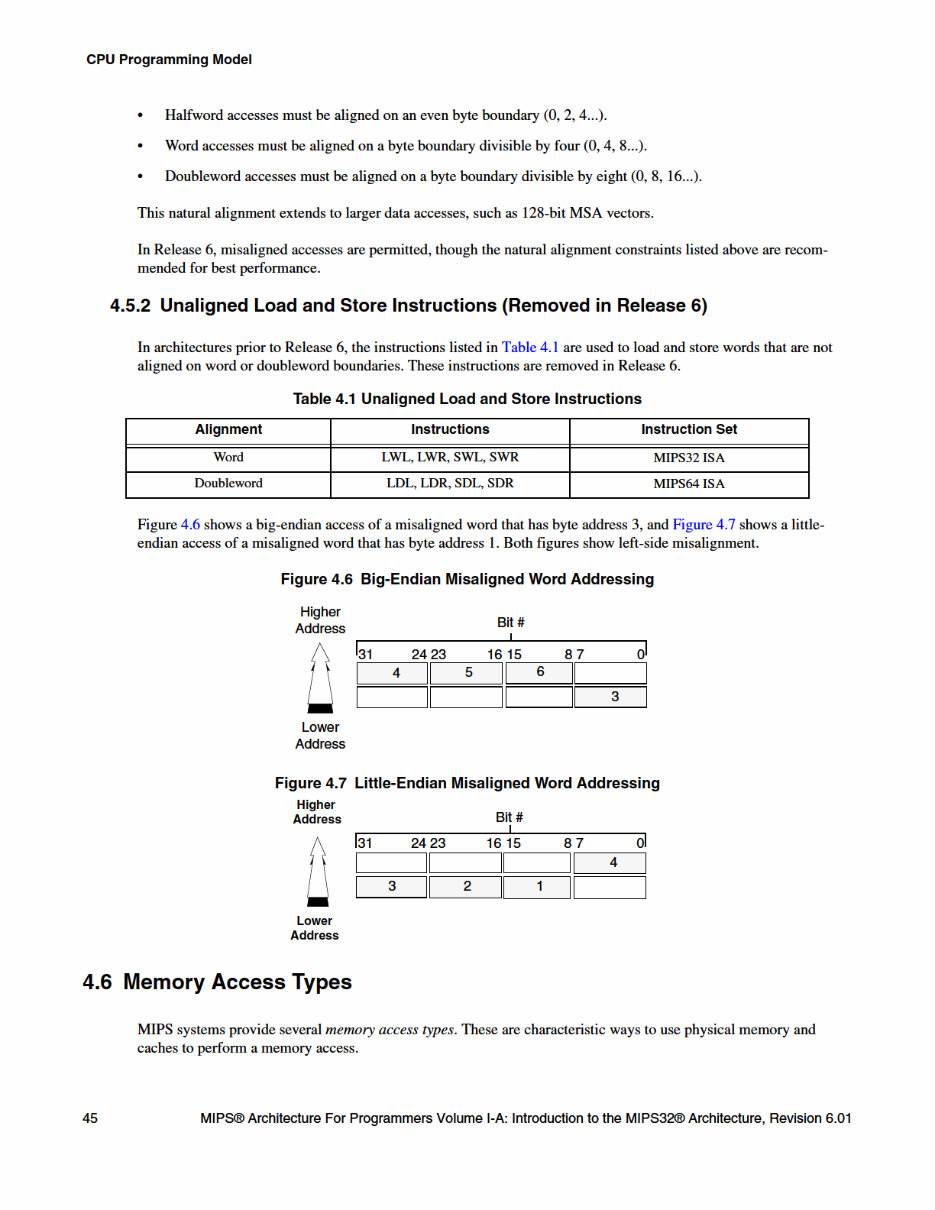 CPU Programming Model
• Halfword accesses must be aligned on an even byte boundary (0, 2, 4...).
• Word accesses must be aligned on a byte boundary divisible by four (0, 4, 8...).
• Doubleword accesses must be aligned on a byte boundary divisible by eight (0, 8, 16...).
This natural alignment extends to larger data accesses, such as 128-bit MSA vectors.
In Release 6, misaligned accesses are permitted, though the natural alignment constraints listed above are recom-
mended for best performance.
4.5.2 Unaligned Load and Store Instructions (Removed in Release 6)
In architectures prior to Release 6, the instructions listed in Table 4.1 are used to load and store words that are not
aligned on word or doubleword boundaries. These instructions are removed in Release 6.
Table 4.1 Unaligned Load and Store Instructions
Alignment Instructions Instruction Set
Word LWL, LWR, SWL, SWR MIPS32 ISA
Doubleword LDL, LDR, SDL, SDR MIPS64 ISA
Figure 4.6 shows a big-endian access of a misaligned word that has byte address 3, and Figure 4.7 shows a little-
endian access of a misaligned word that has byte address 1. Both figures show left-side misalignment.
Figure 4.6 Big-Endian Misaligned Word Addressing
Higher
Address
Bit #
31 24 23 16 15 8 7 0
4 5 6
3
Lower
Address
Figure 4.7 Little-Endian Misaligned Word Addressing
Higher
Address
Bit #
31 24 23 16 15 8 7 0
4
3 2 1
Lower
Address
4.6 Memory Access Types
MIPS systems provide several memory access types. These are characteristic ways to use physical memory and
caches to perform a memory access.
45 MIPS® Architecture For Programmers Volume I-A: Introduction to the MIPS32® Architecture, Revision 6.01